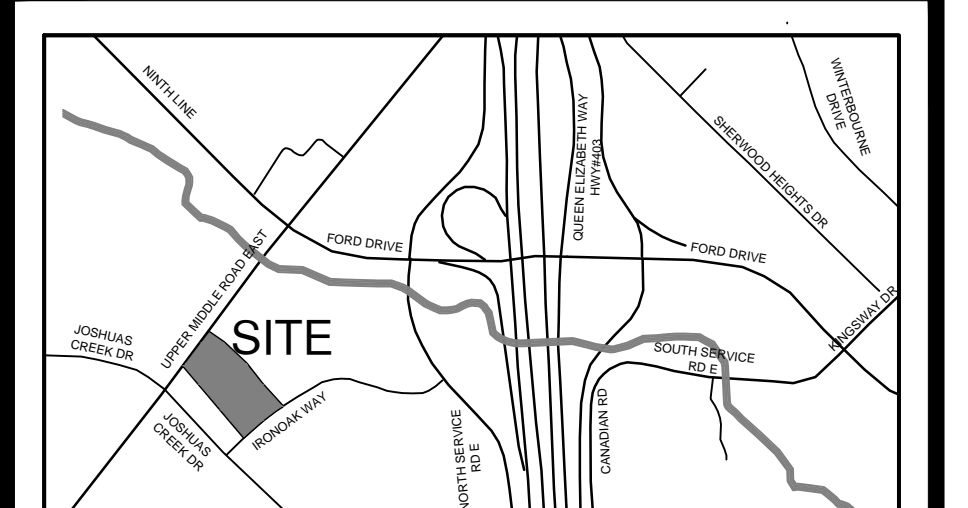 NINTH LINE
WINTERBOURNE
DRIVE
QUEEN ELIZABETH WAY
HWY#403
SHERWOOD HEIGHTS DR
FORD DRIVE
FORD DRIVE
UPPER MIDDLE ROAD EAST
KINGSWAY DR
SITE
JOSHUAS
CREEK DR
SOUTH SERVICE
RD E
IRONOAK WAY
JOSHUAS
CREEK DR
NORTH SERVICE
RD E
CANADIAN RD